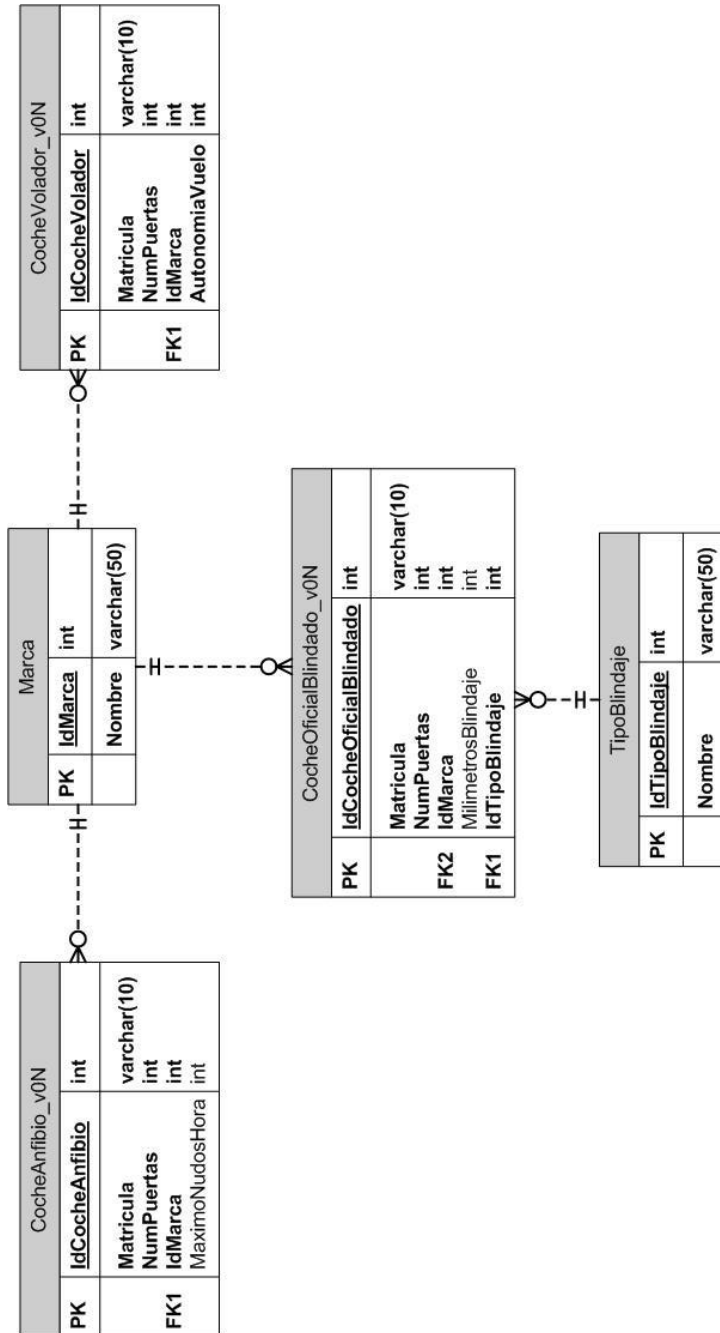 CocheAnfibio_v0N
PK IdCocheAnfibio int
Matricula varchar(10)
NumPuertas int
FK1 IdMarca int
MaximoNudosHora int
Marca
PK IdMarca int
Nombre varchar(50)
CocheVolador_v0N
PK IdCocheVolador int
Matricula varchar(10)
NumPuertas int
FK1 IdMarca int
AutonomiaVuelo int
CocheOficialBlindado_v0N
PK IdCocheOficialBlindado int
Matricula varchar(10)
NumPuertas int
FK2 IdMarca int
MilimetrosBlindaje int
FK1 IdTipoBlindaje int
TipoBlindaje
PK IdTipoBlindaje int
Nombre varchar(50)